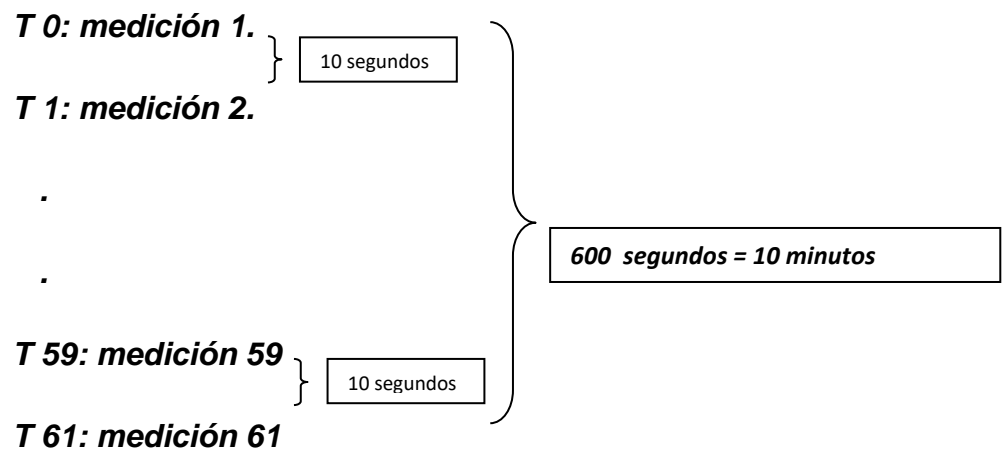 T 0: medición 1.
10 segundos
T 1: medición 2.
.
600 segundos = 10 minutos
.
T 59: medición 59
10 segundos
T 61: medición 61